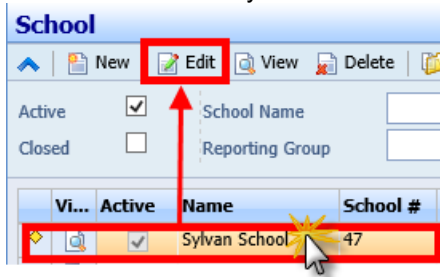 School
New Edit View Delete
Active School Name
Closed Reporting Group
Vi... Active Name School #
Sylvan School 47